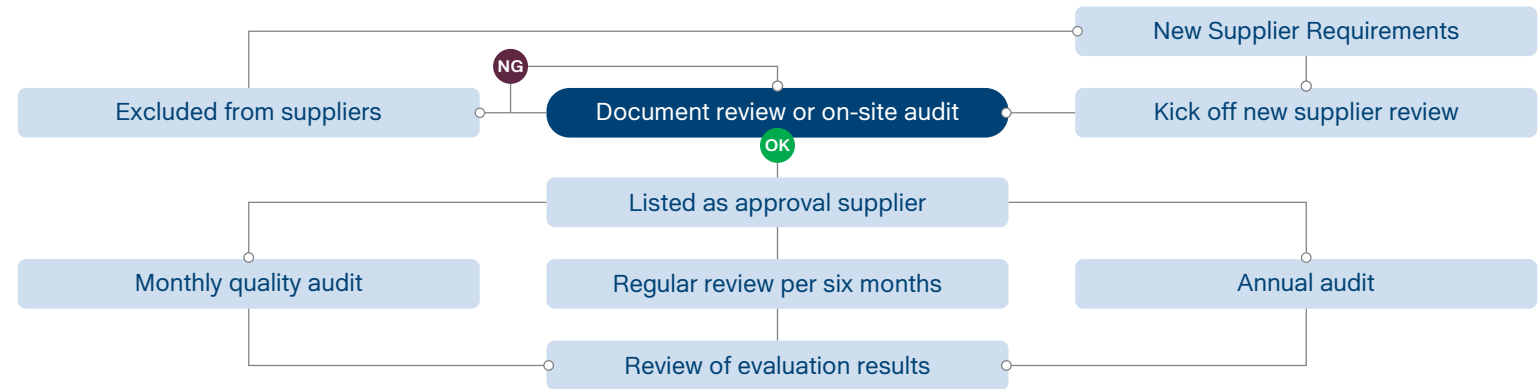 New Supplier Requirements
NG
Excluded from suppliers
Document review or on-site audit
Kick off new supplier review
OK
Listed as approval supplier
Monthly quality audit
Regular review per six months
Annual audit
Review of evaluation results